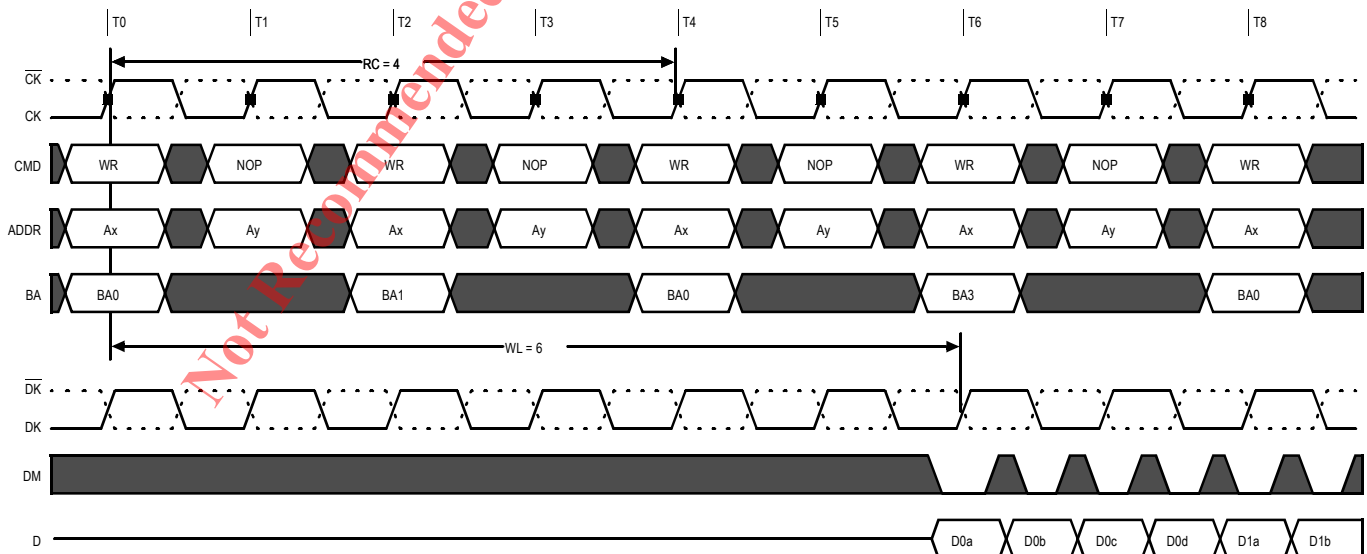 T0 T1 T2 T3 T4 T5 T6 T7 T8
RC = 4
CK
CK
CMD WR NOP WR NOP WR NOP WR NOP WR
ADDR Ax Ay Ax Ay Ax Ay Ax Ay Ax
BA BA0 BA1 BA0 BA3 BA0
WL = 6
DK
DK
DM
D D0a D0b D0c D0d D1a D1b
Not Recommended